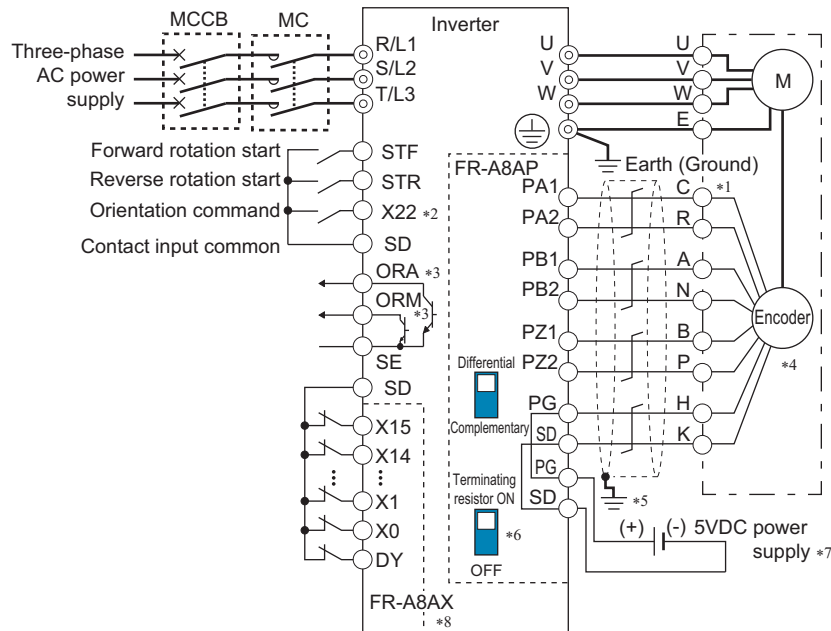 MCCB
MC
Inverter
Three-phase
AC power
supply
R/L1
S/L2
T/L3
U
V
W
U
V
W
E
M
Forward rotation start
Reverse rotation start
Orientation command
Contact input common
STF
STR
X22 *2
SD
ORA *3
ORM *3
SE
SD
X15
X14
X1
X0
DY
FR-A8AX
*8
FR-A8AP
Earth (Ground)
PA1
PA2
PB1
PB2
PZ1
PZ2
PG
SD
PG
SD
C *1
R
A
N
B
P
H
K
Encoder
*4
Differential
Complementary
Terminating
resistor ON
*6
OFF
*5
(+) (-) 5VDC power
supply *7